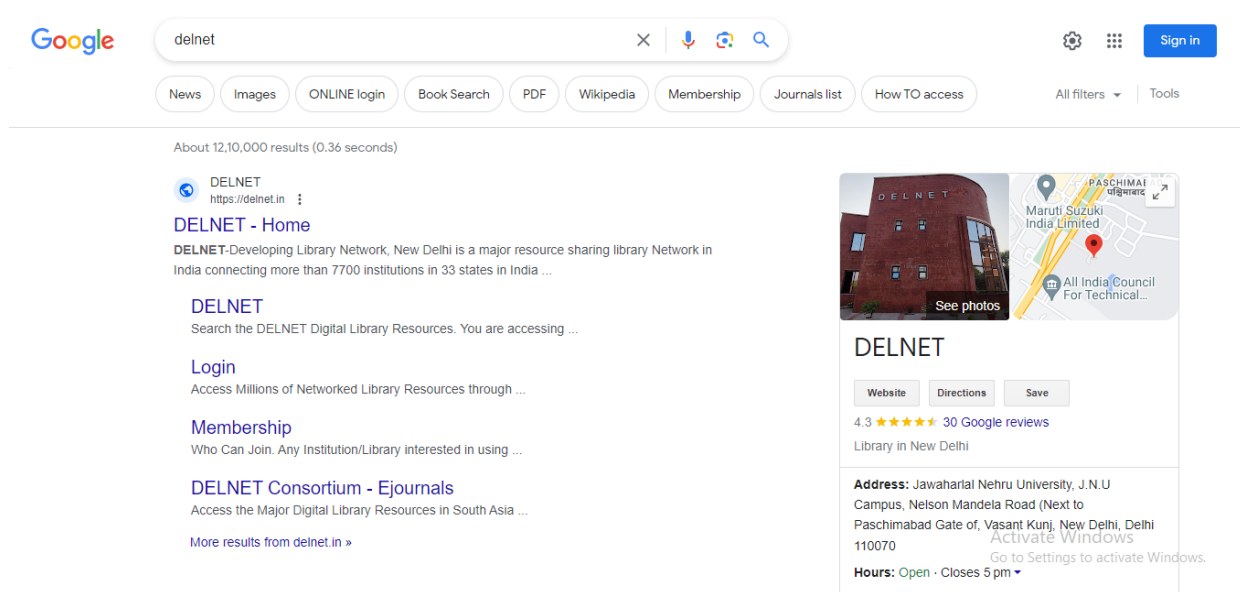 Google
delnet
Sign in
News
Images
ONLINE login
Book Search
PDF
Wikipedia
Membership
Journals list
How TO access
All filters
Tools
About 12,10,000 results (0.36 seconds)
DELNET
https://delnet.in
DELNET - Home
DELNET-Developing Library Network, New Delhi is a major resource sharing library Network in
India connecting more than 7700 institutions in 33 states in India ...
DELNET
Search the DELNET Digital Library Resources. You are accessing ...
Login
Access Millions of Networked Library Resources through ...
Membership
Who Can Join. Any Institution/Library interested in using ...
DELNET Consortium - Ejournals
Access the Major Digital Library Resources in South Asia ...
More results from delnet.in »
DELNET
See photos
Maruti Suzuki
India Limited
All India Council
For Technical...
DELNET
Website
Directions
Save
4.3 30 Google reviews
Library in New Delhi
Address: Jawaharlal Nehru University, J.N.U
Campus, Nelson Mandela Road (Next to
Paschimabad Gate of, Vasant Kunj, New Delhi, Delhi
110070
Hours: Open · Closes 5 pm
Activate Windows
Go to Settings to activate Windows.